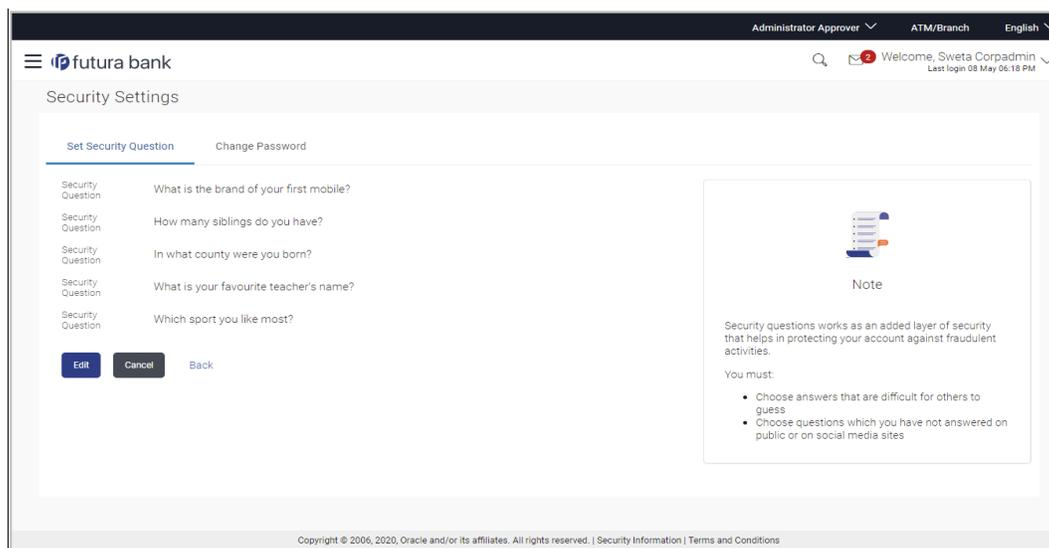 Administrator Approver ATM/Branch English
futura bank
2 Welcome, Sweta Corpadmin
Last login 08 May 06:18 PM
Security Settings
Set Security Question Change Password
Security
Question
What is the brand of your first mobile?
Security
Question
How many siblings do you have?
Security
Question
In what county were you born?
Security
Question
What is your favourite teacher's name?
Security
Question
Which sport you like most?
Edit Cancel Back
Note
Security questions works as an added layer of security
that helps in protecting your account against fraudulent
activities.
You must:
• Choose answers that are difficult for others to
guess
• Choose questions which you have not answered on
public or on social media sites
Copyright © 2006, 2020, Oracle and/or its affiliates. All rights reserved. | Security Information | Terms and Conditions